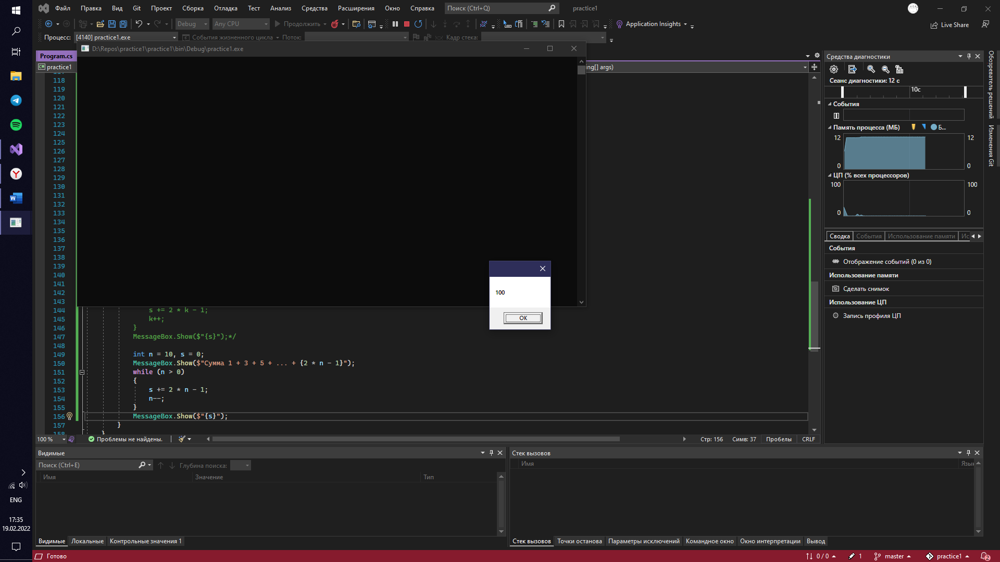 Файл Правка Вид Git Проект Сборка Отладка Тест Анализ Средства Расширения Окно Справка Поиск (Ctrl+Q) practice1
Debug Any CPU Продолжить Application Insights Live Share
Процесс: [4140] practice1.exe События жизненного цикла Поток: Кадр стека:
D:\Repos\practice1\practice1\bin\Debug\practice1.exe
Program.cs
practice1
ing[] args)
118
119
120
121
122
123
124
125
126
127
128
129
130
131
132
133
134
135
136
137
138
139
140
141
142
143
144 s += 2 * k - 1;
145 k++;
146 }
147 MessageBox.Show($"{s}");*/
148
149 int n = 10, s = 0;
150 MessageBox.Show($"Сумма 1 + 3 + 5 + ... + {2 * n - 1}");
151 while (n > 0)
152 {
153 s += 2 * n - 1;
154 n--;
155 }
156 MessageBox.Show($"{s}");
157 }
158 }
100
OK
100 % Проблемы не найдены. Стр: 156 Симв: 37 Пробелы CRLF
Средства диагностики
Сеанс диагностики: 12 с
10с
События
Память процесса (МБ) Б...
12 12
0 0
ЦП (% всех процессоров)
100 100
0 0
Сводка События Использование памяти Ис
События
Отображение событий (0 из 0)
Использование памяти
Сделать снимок
Использование ЦП
Запись профиля ЦП
Обозреватель решений
Изменения Git
Видимые
Поиск (Ctrl+E) Глубина поиска:
Имя Значение Тип
Видимые Локальные Контрольные значения 1
Стек вызовов
Имя Язы
Стек вызовов Точки останова Параметры исключений Командное окно Окно интерпретации Вывод
ENG
17:35
19.02.2022
Готово 0 / 0 1 master practice1 2